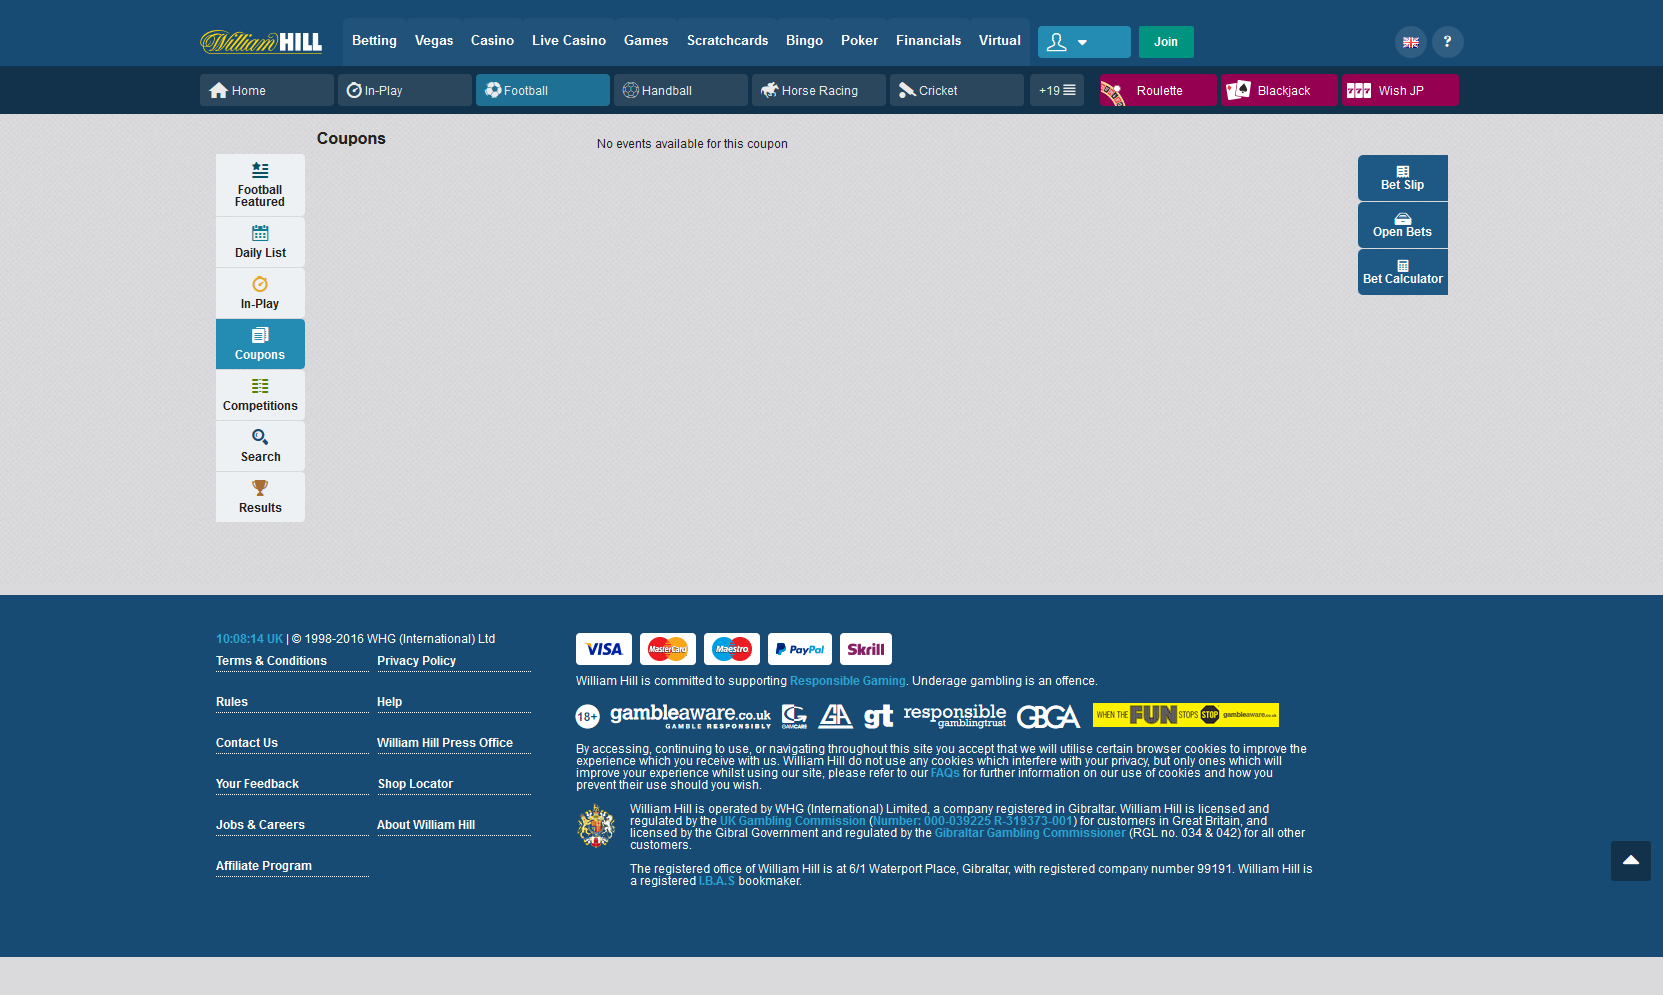 William HILL
Betting Vegas Casino Live Casino Games Scratchcards Bingo Poker Financials Virtual
Join
?
Home In-Play Football Handball Horse Racing Cricket +19
Roulette Blackjack Wish JP
Coupons
No events available for this coupon
Football
Featured
Daily List
In-Play
Coupons
Competitions
Search
Results
Bet Slip
Open Bets
Bet Calculator
10:08:14 UK | © 1998-2016 WHG (International) Ltd
Terms & Conditions Privacy Policy
Rules Help
Contact Us William Hill Press Office
Your Feedback Shop Locator
Jobs & Careers About William Hill
Affiliate Program
VISA MasterCard Maestro PayPal Skrill
William Hill is committed to supporting Responsible Gaming. Underage gambling is an offence.
18+ gambleaware.co.uk
GAMBLE RESPONSIBLY
GAMCARE
gt
responsible
gamblingtrust
GBGA
WHEN THE FUN STOPS STOP gambleaware.co.uk
By accessing, continuing to use, or navigating throughout this site you accept that we will utilise certain browser cookies to improve the
experience which you receive with us. William Hill do not use any cookies which interfere with your privacy, but only ones which will
improve your experience whilst using our site, please refer to our FAQs for further information on our use of cookies and how you
prevent their use should you wish.
William Hill is operated by WHG (International) Limited, a company registered in Gibraltar. William Hill is licensed and
regulated by the UK Gambling Commission (Number: 000-039225 R-319373-001) for customers in Great Britain, and
licensed by the Gibral Government and regulated by the Gibraltar Gambling Commissioner (RGL no. 034 & 042) for all other
customers.
The registered office of William Hill is at 6/1 Waterport Place, Gibraltar, with registered company number 99191. William Hill is
a registered I.B.A.S bookmaker.